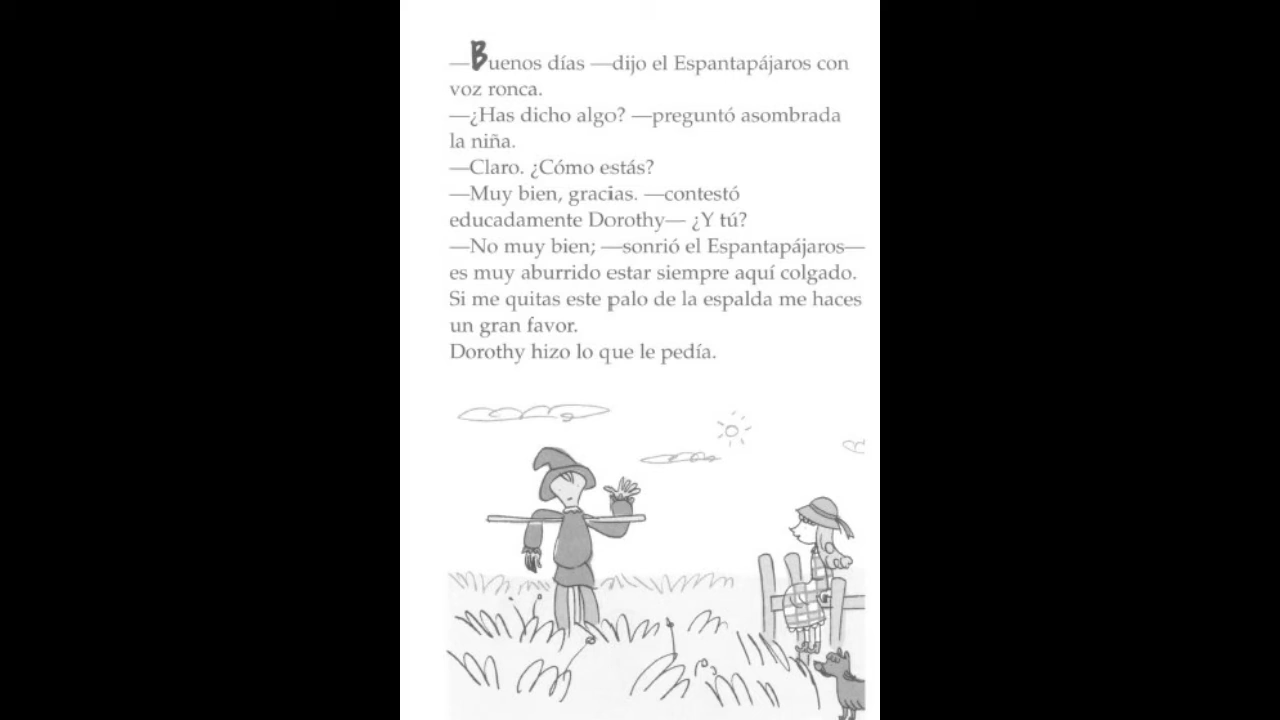 —Buenos días —dijo el Espantapájaros con
voz ronca.
—¿Has dicho algo? —preguntó asombrada
la niña.
—Claro. ¿Cómo estás?
—Muy bien, gracias. —contestó
educadamente Dorothy— ¿Y tú?
—No muy bien; —sonrió el Espantapájaros—
es muy aburrido estar siempre aquí colgado.
Si me quitas este palo de la espalda me haces
un gran favor.
Dorothy hizo lo que le pedía.